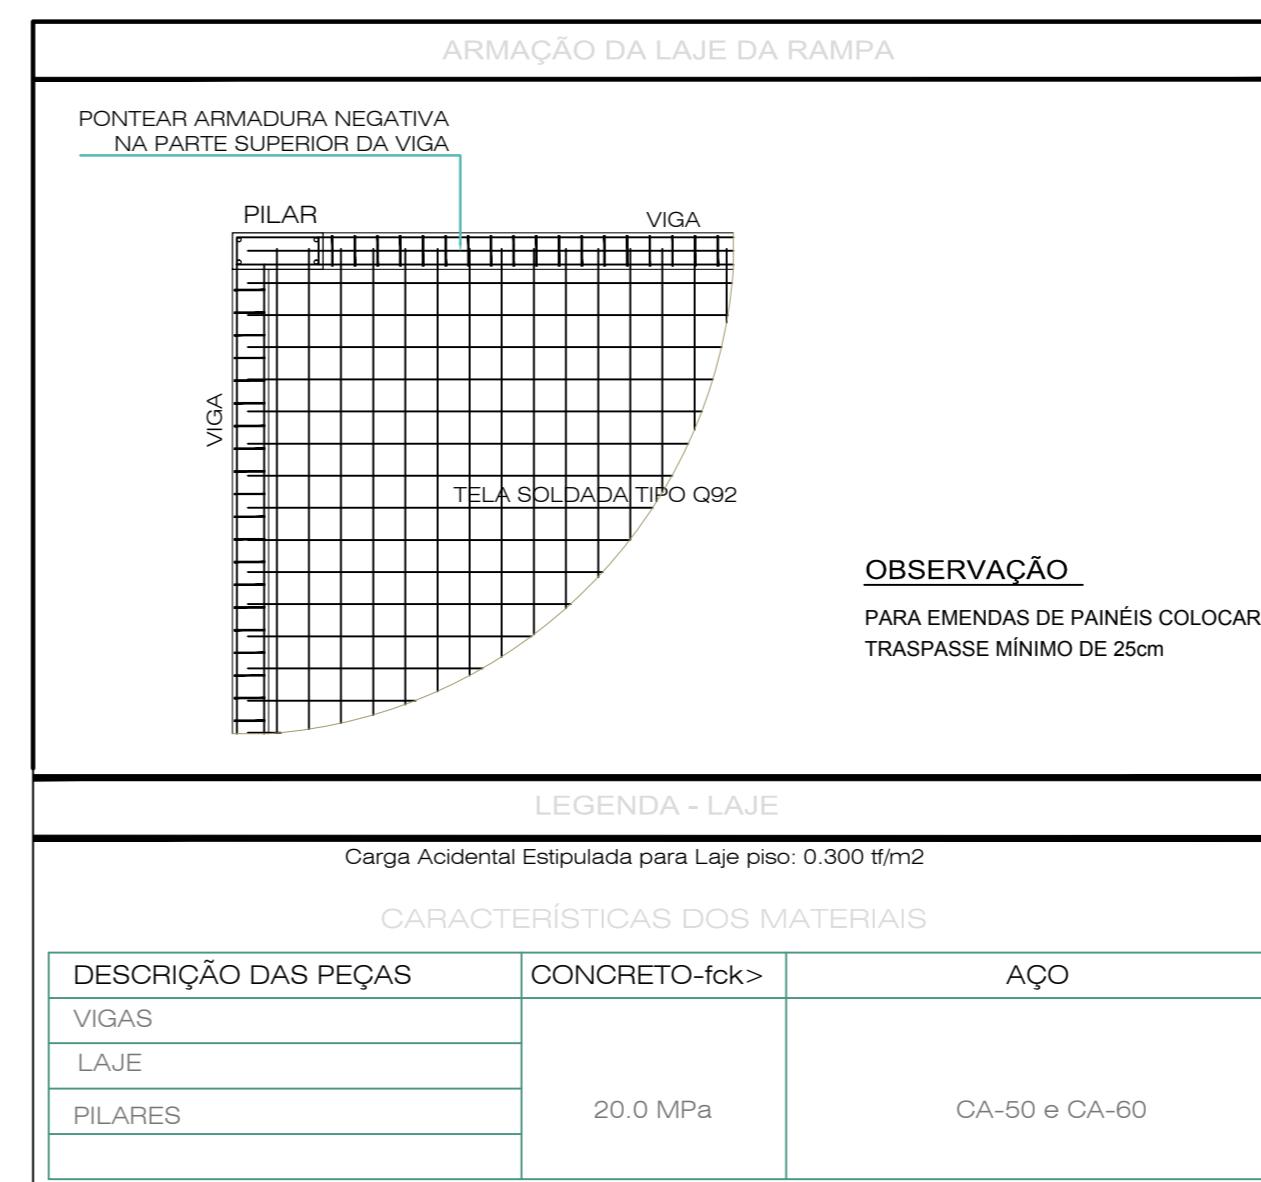 ARMAÇÃO DA LAJE DA RAMPA
PONTEAR ARMADURA NEGATIVA
NA PARTE SUPERIOR DA VIGA
PILAR
VIGA
VIGA
TELA SOLDADA TIPO Q92
OBSERVAÇÃO
PARA EMENDAS DE PAINÉIS COLOCAR
TRASPASSE MÍNIMO DE 25cm
LEGENDA - LAJE
Carga Acidental Estipulada para Laje piso: 0.300 tf/m2
CARACTERÍSTICAS DOS MATERIAIS
DESCRIÇÃO DAS PEÇAS CONCRETO-fck> AÇO
VIGAS
LAJE
PILARES 20.0 MPa CA-50 e CA-60